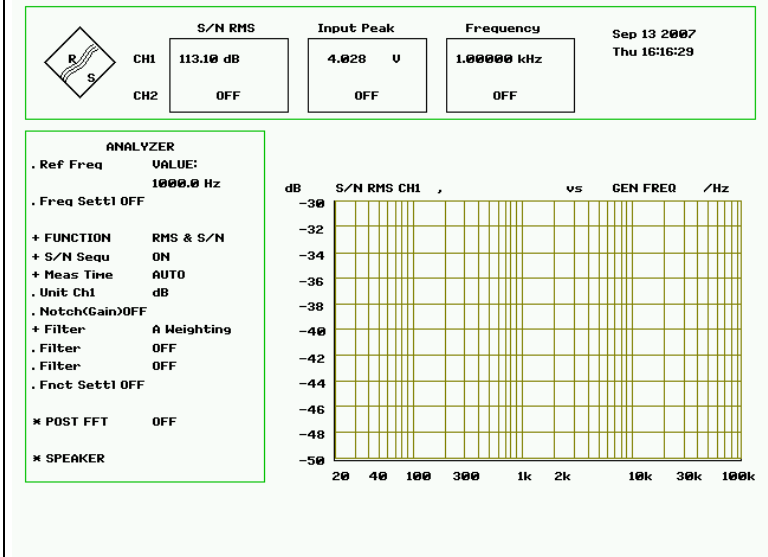 S/N RMS Input Peak Frequency
Sep 13 2007
Thu 16:16:29
R
S
CH1 113.10 dB 4.028 V 1.00000 kHz
CH2 OFF OFF OFF
ANALYZER
. Ref Freq VALUE:
1000.0 Hz
. Freq Settl OFF
+ FUNCTION RMS & S/N
+ S/N Sequ ON
+ Meas Time AUTO
. Unit Ch1 dB
. Notch(Gain)OFF
+ Filter A Weighting
. Filter OFF
. Filter OFF
. Fnct Settl OFF
* POST FFT OFF
* SPEAKER
dB S/N RMS CH1 , vs GEN FREQ /Hz
-30
-32
-34
-36
-38
-40
-42
-44
-46
-48
-50
20 40 100 300 1k 2k 10k 30k 100k